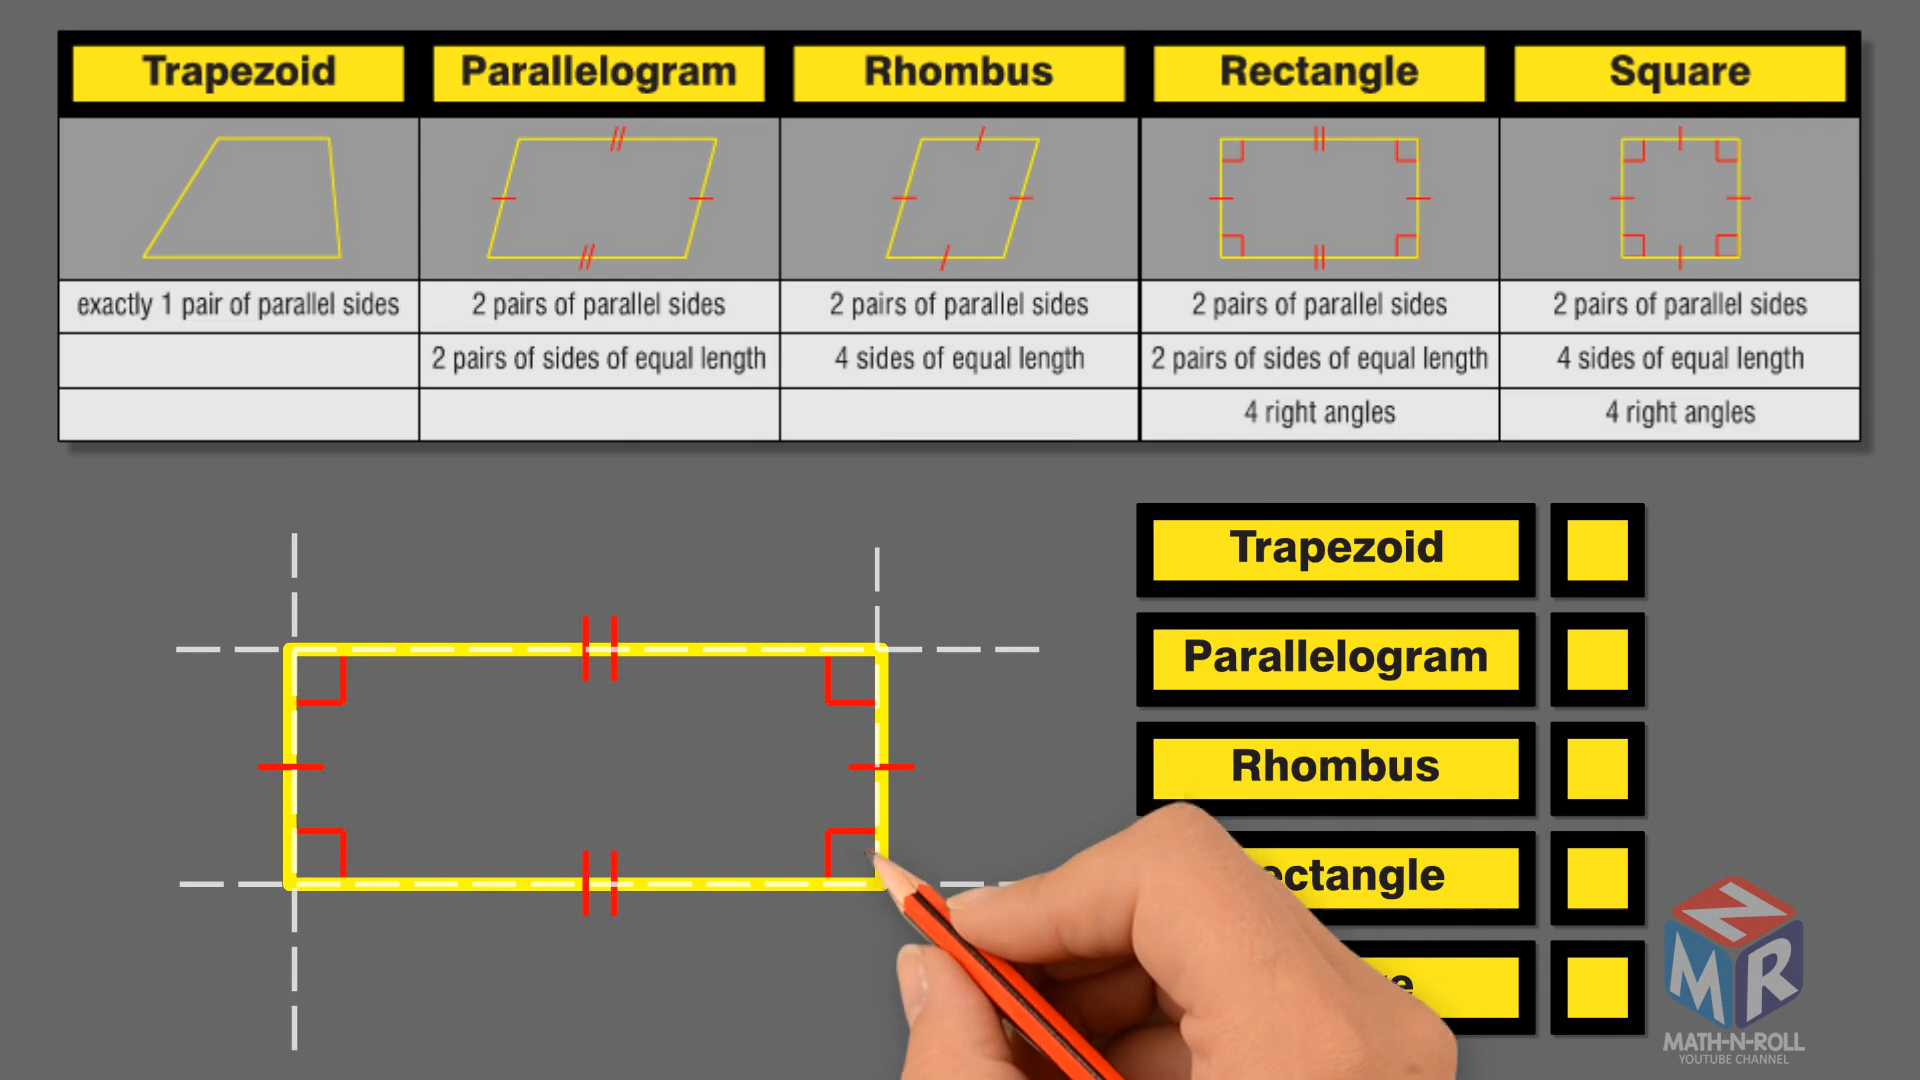 Trapezoid Parallelogram Rhombus Rectangle Square
exactly 1 pair of parallel sides 2 pairs of parallel sides 2 pairs of parallel sides 2 pairs of parallel sides 2 pairs of parallel sides
2 pairs of sides of equal length 4 sides of equal length 2 pairs of sides of equal length 4 sides of equal length
4 right angles 4 right angles
Trapezoid
Parallelogram
Rhombus
ectangle
e
MNR
MATH-N-ROLL
YOUTUBE CHANNEL